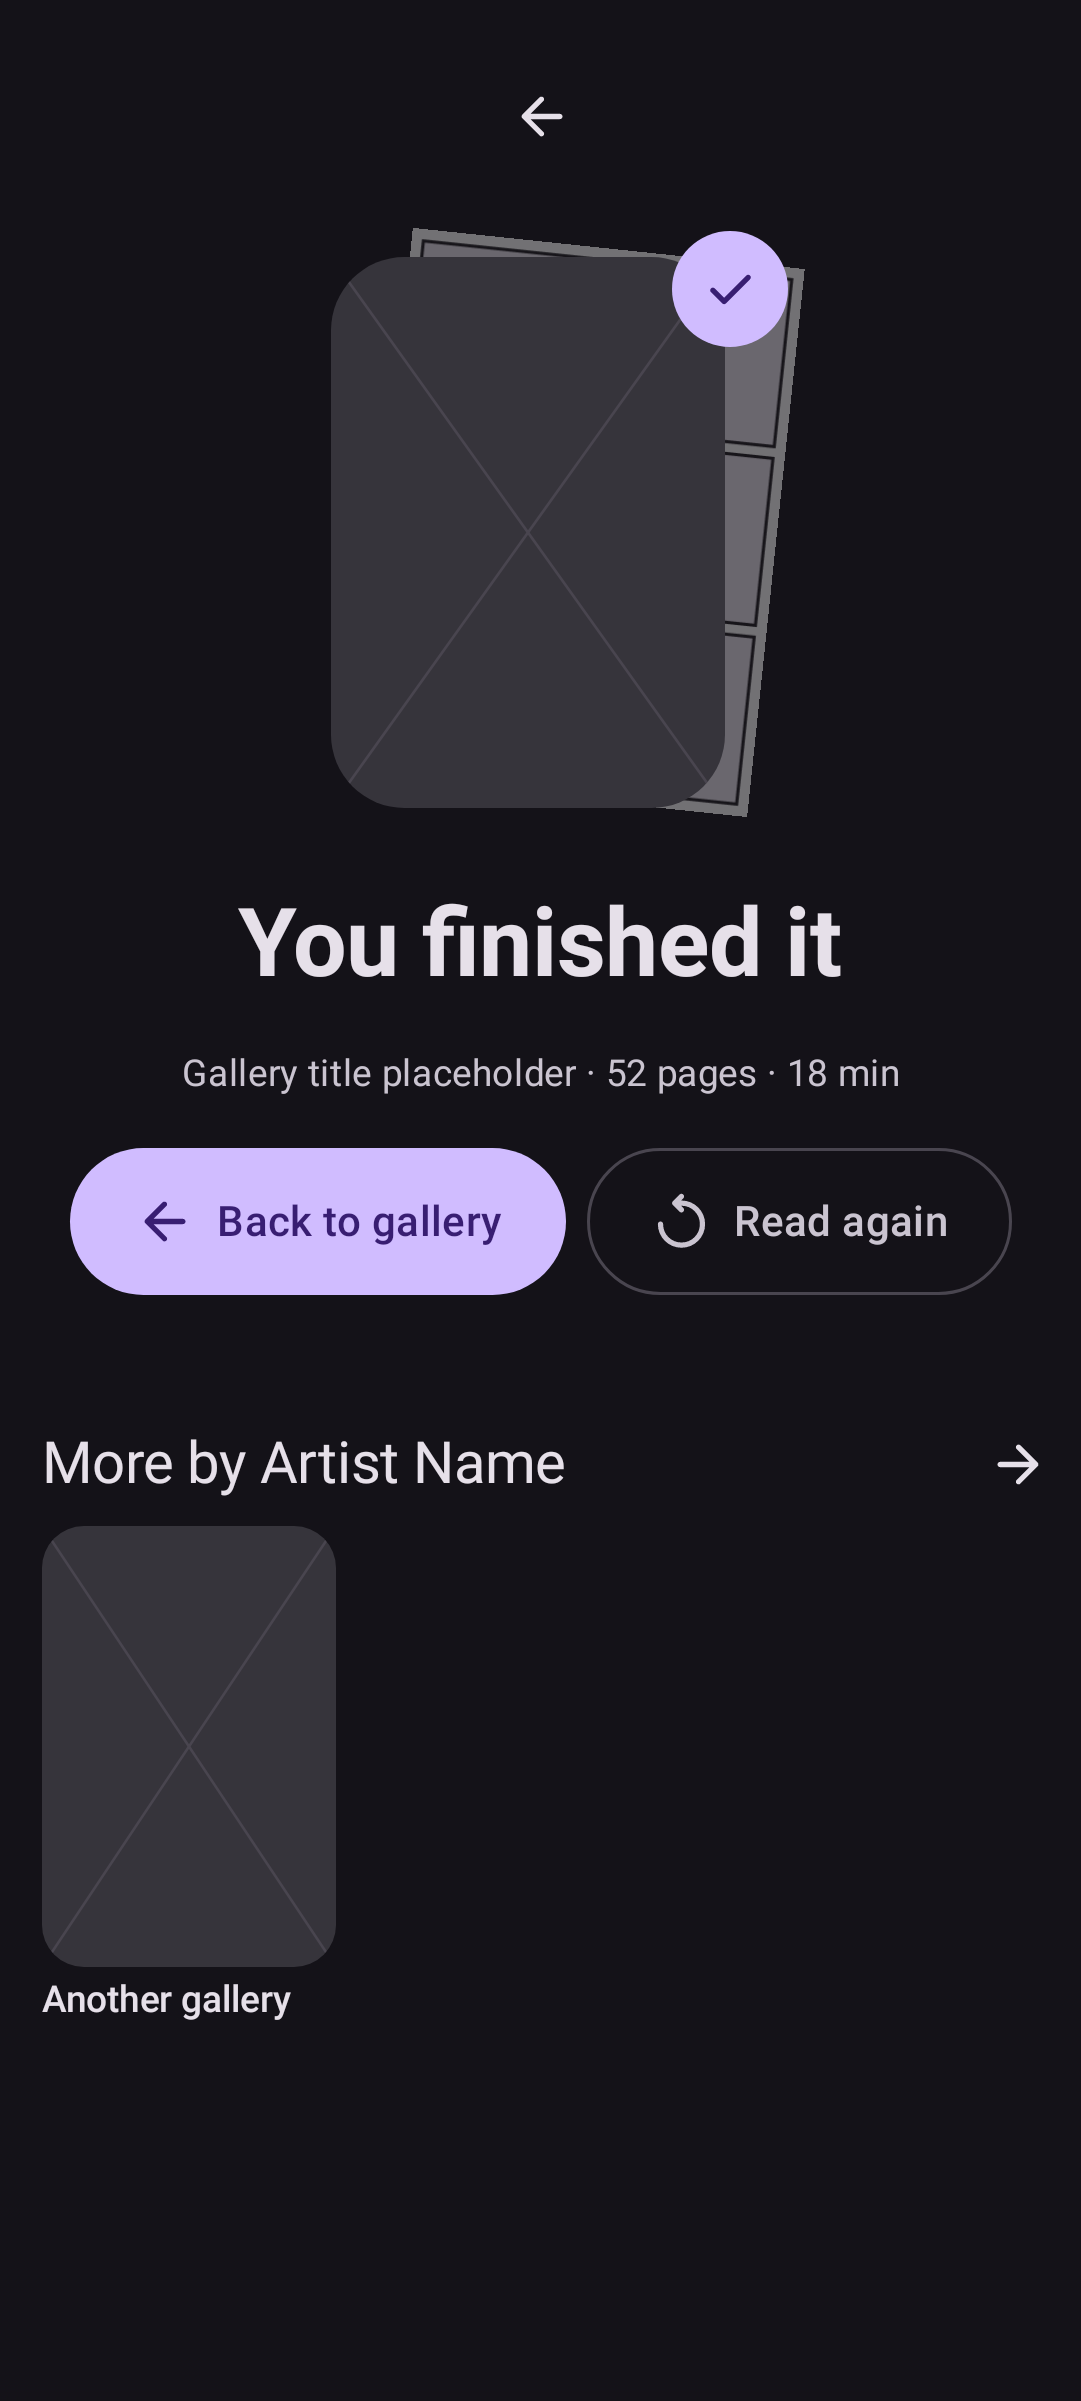 You finished it
Gallery title placeholder · 52 pages · 18 min
Back to gallery
Read again
More by Artist Name
Another gallery